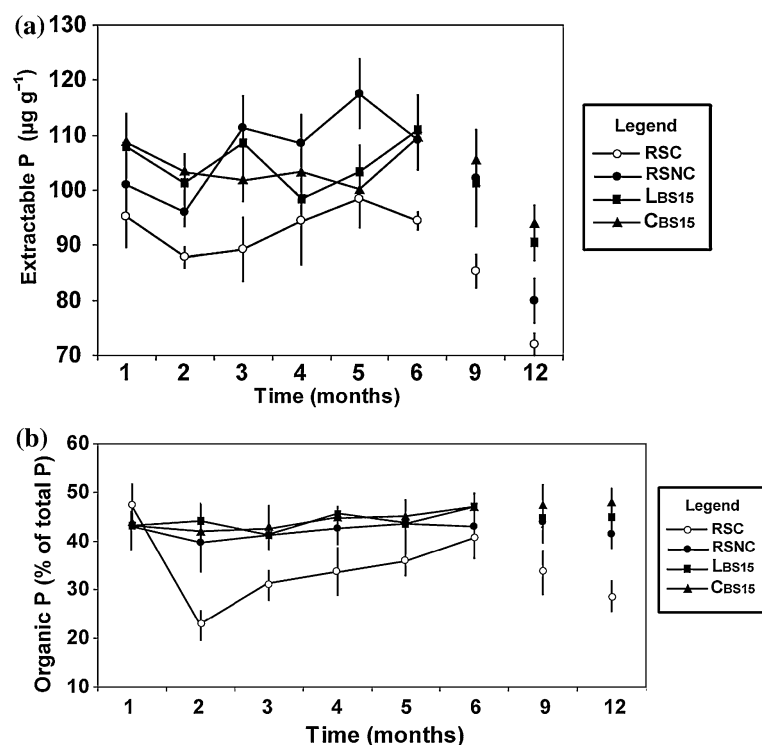 (a)
130
120
110
100
90
80
70
Extractable P (µg g⁻¹)
1 2 3 4 5 6 9 12
Time (months)
Legend
RSC
RSNC
LBS15
CBS15
(b)
60
50
40
30
20
10
Organic P (% of total P)
1 2 3 4 5 6 9 12
Time (months)
Legend
RSC
RSNC
LBS15
CBS15